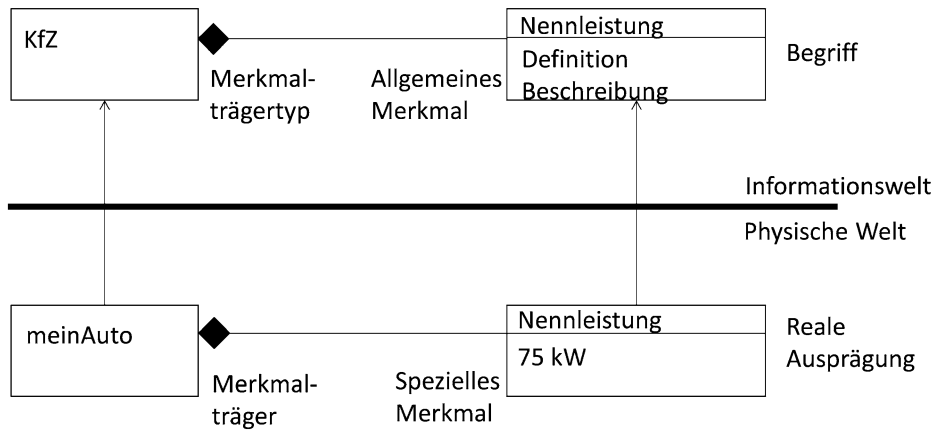 KfZ
Nennleistung
Definition
Beschreibung
Begriff
Merkmal-
trägertyp
Allgemeines
Merkmal
Informationswelt
Physische Welt
meinAuto
Nennleistung
75 kW
Reale
Ausprägung
Merkmal-
träger
Spezielles
Merkmal